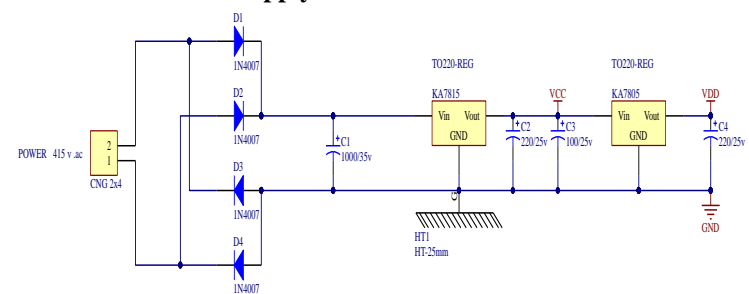 pply
D1
1N4007
D2
1N4007
D3
1N4007
D4
1N4007
POWER 415 v .ac
2
1
CNG 2x4
C1
1000/35v
TO220-REG
KA7815
Vin Vout
GND
C2
220/25v
VCC
C3
100/25v
TO220-REG
KA7805
Vin Vout
GND
VDD
C4
220/25v
GND
HT1
HT-25mm